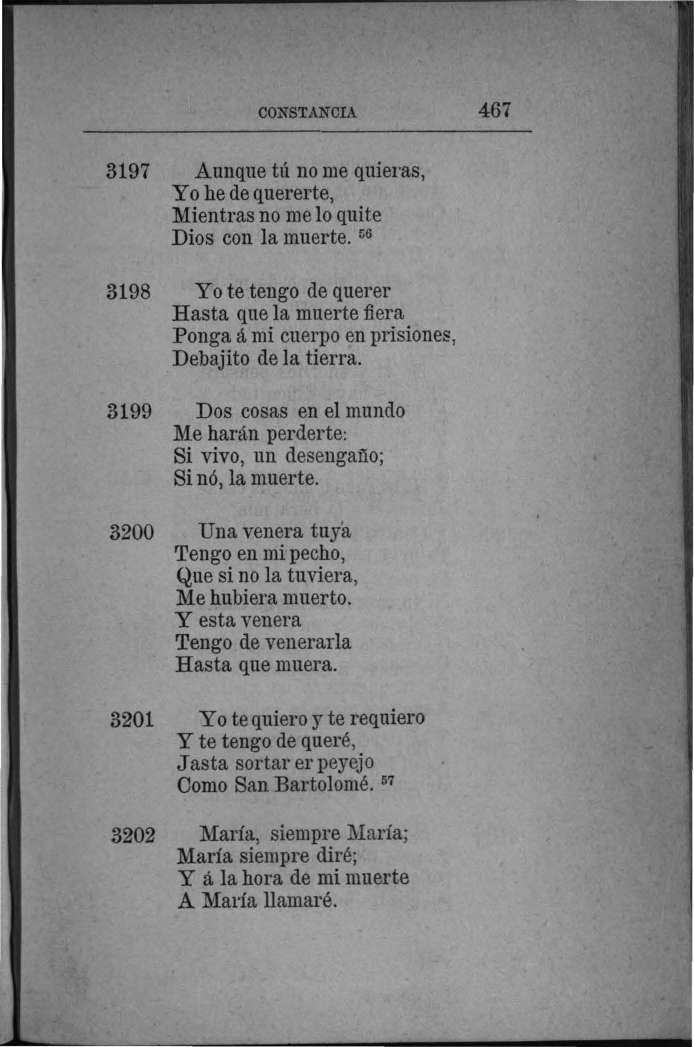 CONSTANCIA 467
3197 Aunque tú no me quieras,
Yo he de quererte,
Mientras no me lo quite
Dios con la muerte. 56
3198 Yo te tengo de querer
Hasta que la muerte fiera
Ponga á mi cuerpo en prisiones,
Debajito de la tierra.
3199 Dos cosas en el mundo
Me harán perderte:
Si vivo, un desengaño;
Si nó, la muerte.
3200 Una venera tuya
Tengo en mi pecho,
Que si no la tuviera,
Me hubiera muerto.
Y esta venera
Tengo de venerarla
Hasta que muera.
3201 Yo te quiero y te requiero
Y te tengo de queré,
Jasta sortar er peyejo
Como San Bartolomé. 57
3202 María, siempre María;
María siempre diré;
Y á la hora de mi muerte
A María llamaré.